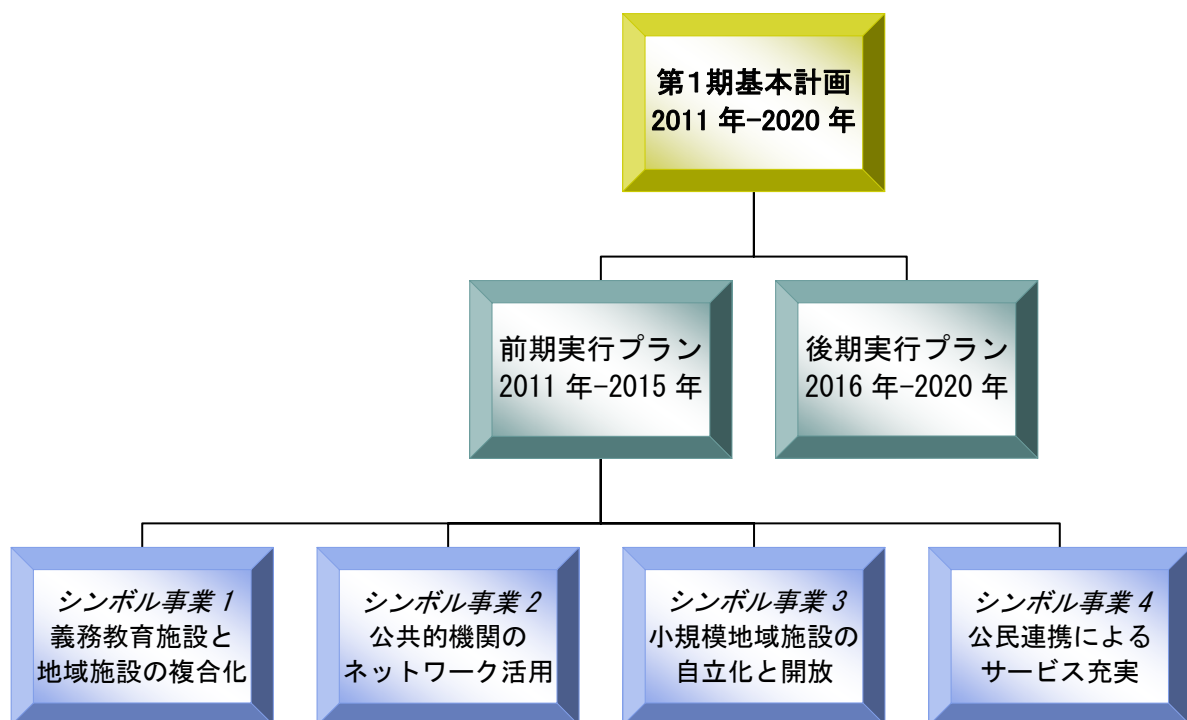 第１期基本計画
2011 年-2020 年
前期実行プラン
2011 年-2015 年
後期実行プラン
2016 年-2020 年
シンボル事業 1
義務教育施設と
地域施設の複合化
シンボル事業 2
公共的機関の
ネットワーク活用
シンボル事業 3
小規模地域施設の
自立化と開放
シンボル事業 4
公民連携による
サービス充実